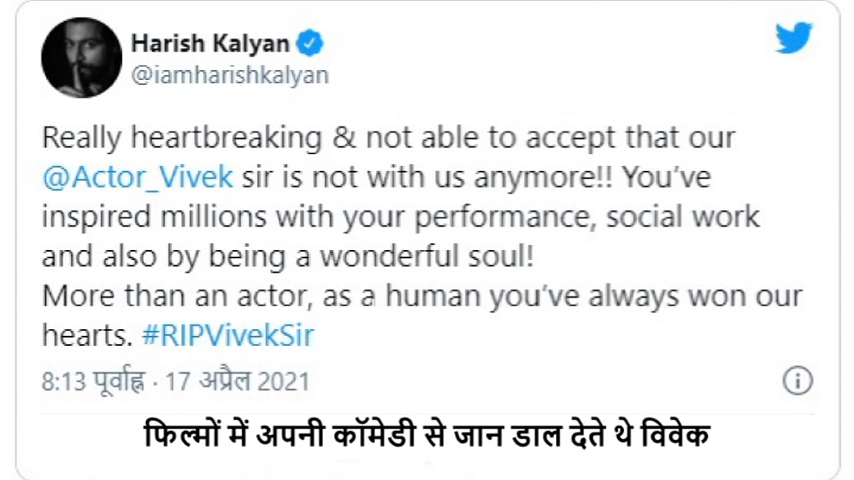 Harish Kalyan
@iamharishkalyan
Really heartbreaking & not able to accept that our
@Actor_Vivek sir is not with us anymore!! You've
inspired millions with your performance, social work
and also by being a wonderful soul!
More than an actor, as a human you've always won our
hearts. #RIPVivekSir
8:13 पूर्वाह्न · 17 अप्रैल 2021
फिल्मों में अपनी कॉमेडी से जान डाल देते थे विवेक